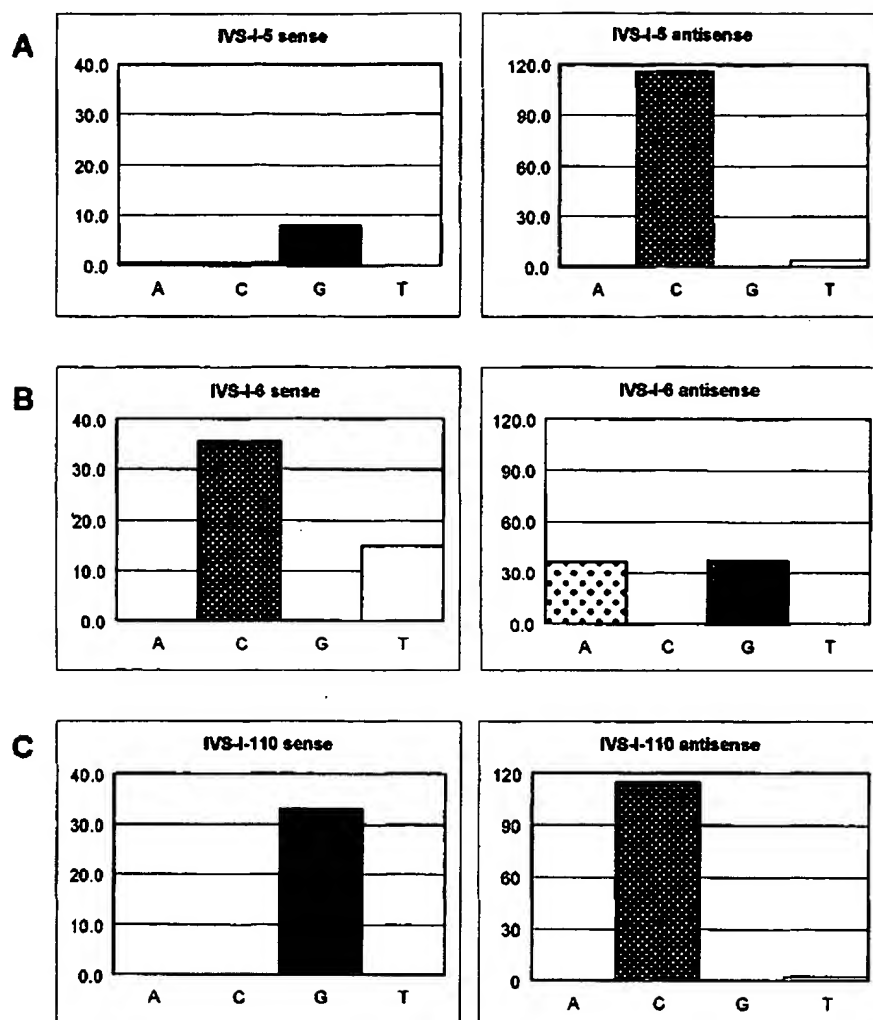 A
IVS-I-5 sense
40.0
30.0
20.0
10.0
0.0
A C G T
IVS-I-5 antisense
120.0
90.0
60.0
30.0
0.0
A C G T
B
IVS-I-6 sense
40.0
30.0
20.0
10.0
0.0
A C G T
IVS-I-6 antisense
120.0
90.0
60.0
30.0
0.0
A C G T
C
IVS-I-110 sense
40.0
30.0
20.0
10.0
0.0
A C G T
IVS-I-110 antisense
120
90
60
30
0
A C G T